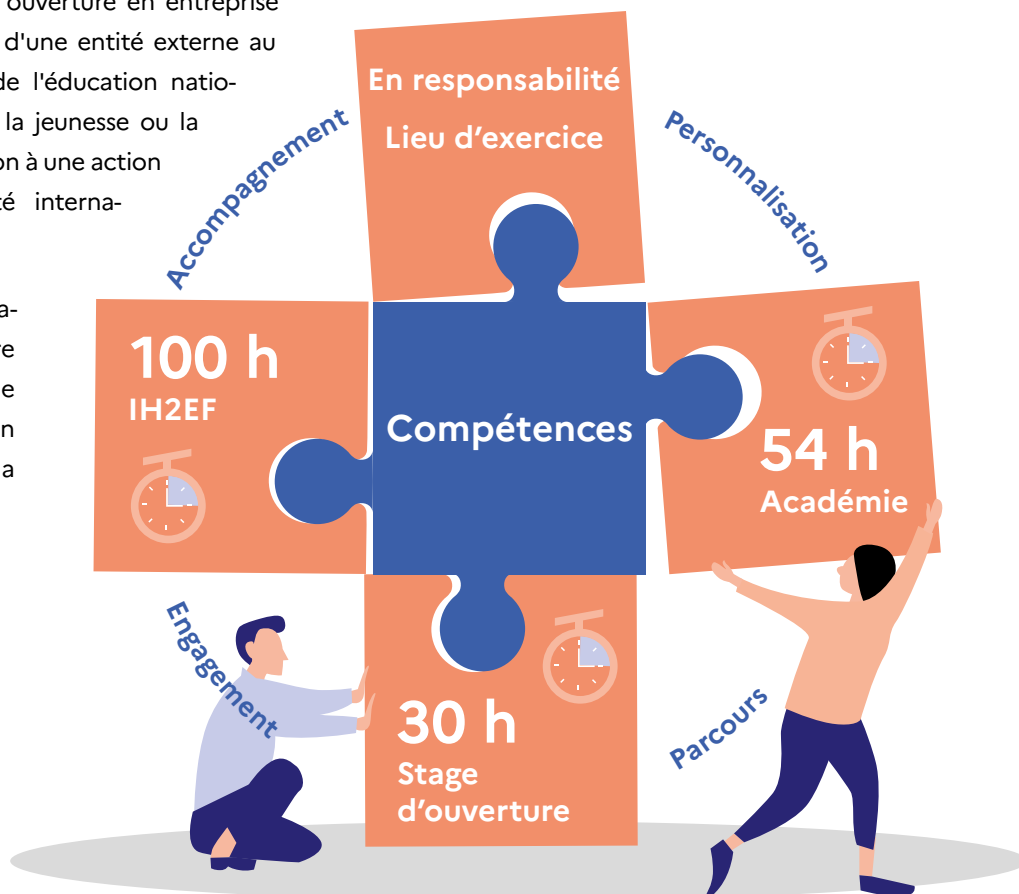 ouverture en entreprise
d'une entité externe au
de l'éducation natio-
la jeunesse ou la
on à une action
té interna-
a-
re
e
n
a
En responsabilité
Lieu d'exercice
Accompagnement
Personnalisation
100 h
IH2EF
Compétences
54 h
Académie
Engagement
30 h
Stage
d'ouverture
Parcours